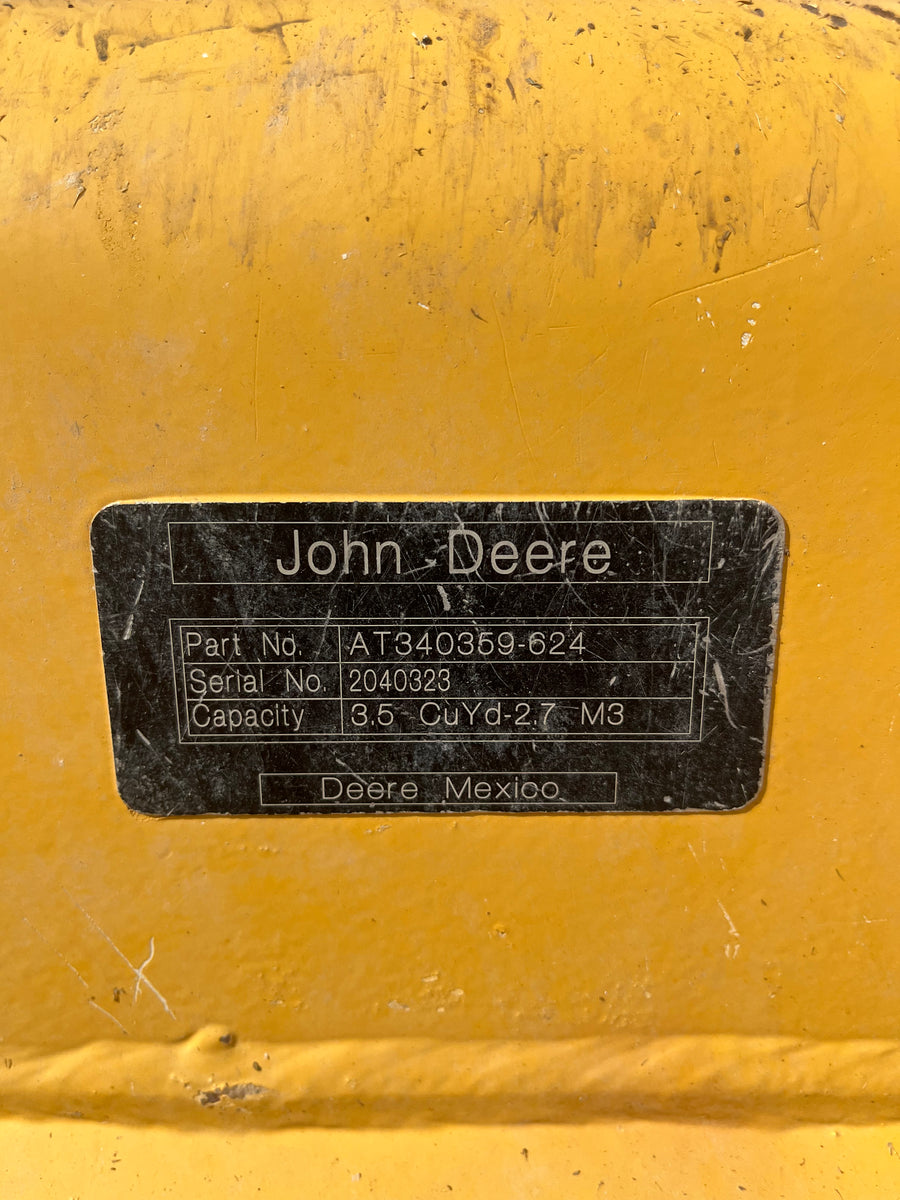 John Deere
Part No. AT340359-624
Serial No. 2040323
Capacity 3.5 CuYd-2.7 M3
Deere Mexico